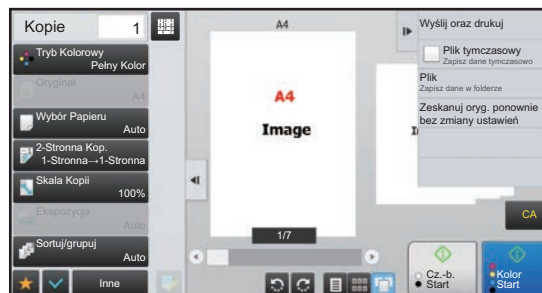 Kopie 1
Tryb Kolorowy
Pełny Kolor
Oryginał
A4
Wybór Papieru
Auto
2-Stronna Kop.
1-Stronna→1-Stronna
Skala Kopii
100%
Ekspozycja
Auto
Sortuj/grupuj
Auto
Inne
A4
A4
Image
1/7
Wyślij oraz drukuj
Plik tymczasowy
Zapisz dane tymczasowo
Plik
Zapisz dane w folderze
Zeskanuj oryg. ponownie
bez zmiany ustawień
CA
Cz.-b.
Start
Kolor
Start